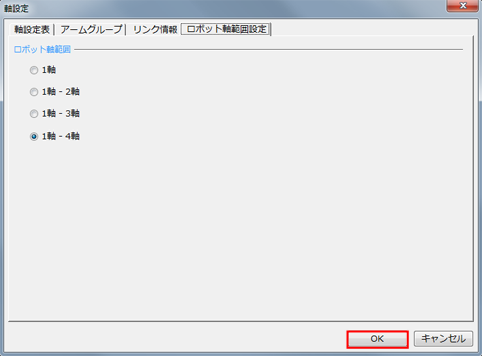 軸設定
軸設定表 アームグループ リンク情報 ロボット軸範囲設定
ロボット軸範囲
1軸
1軸 - 2軸
1軸 - 3軸
1軸 - 4軸
OK キャンセル